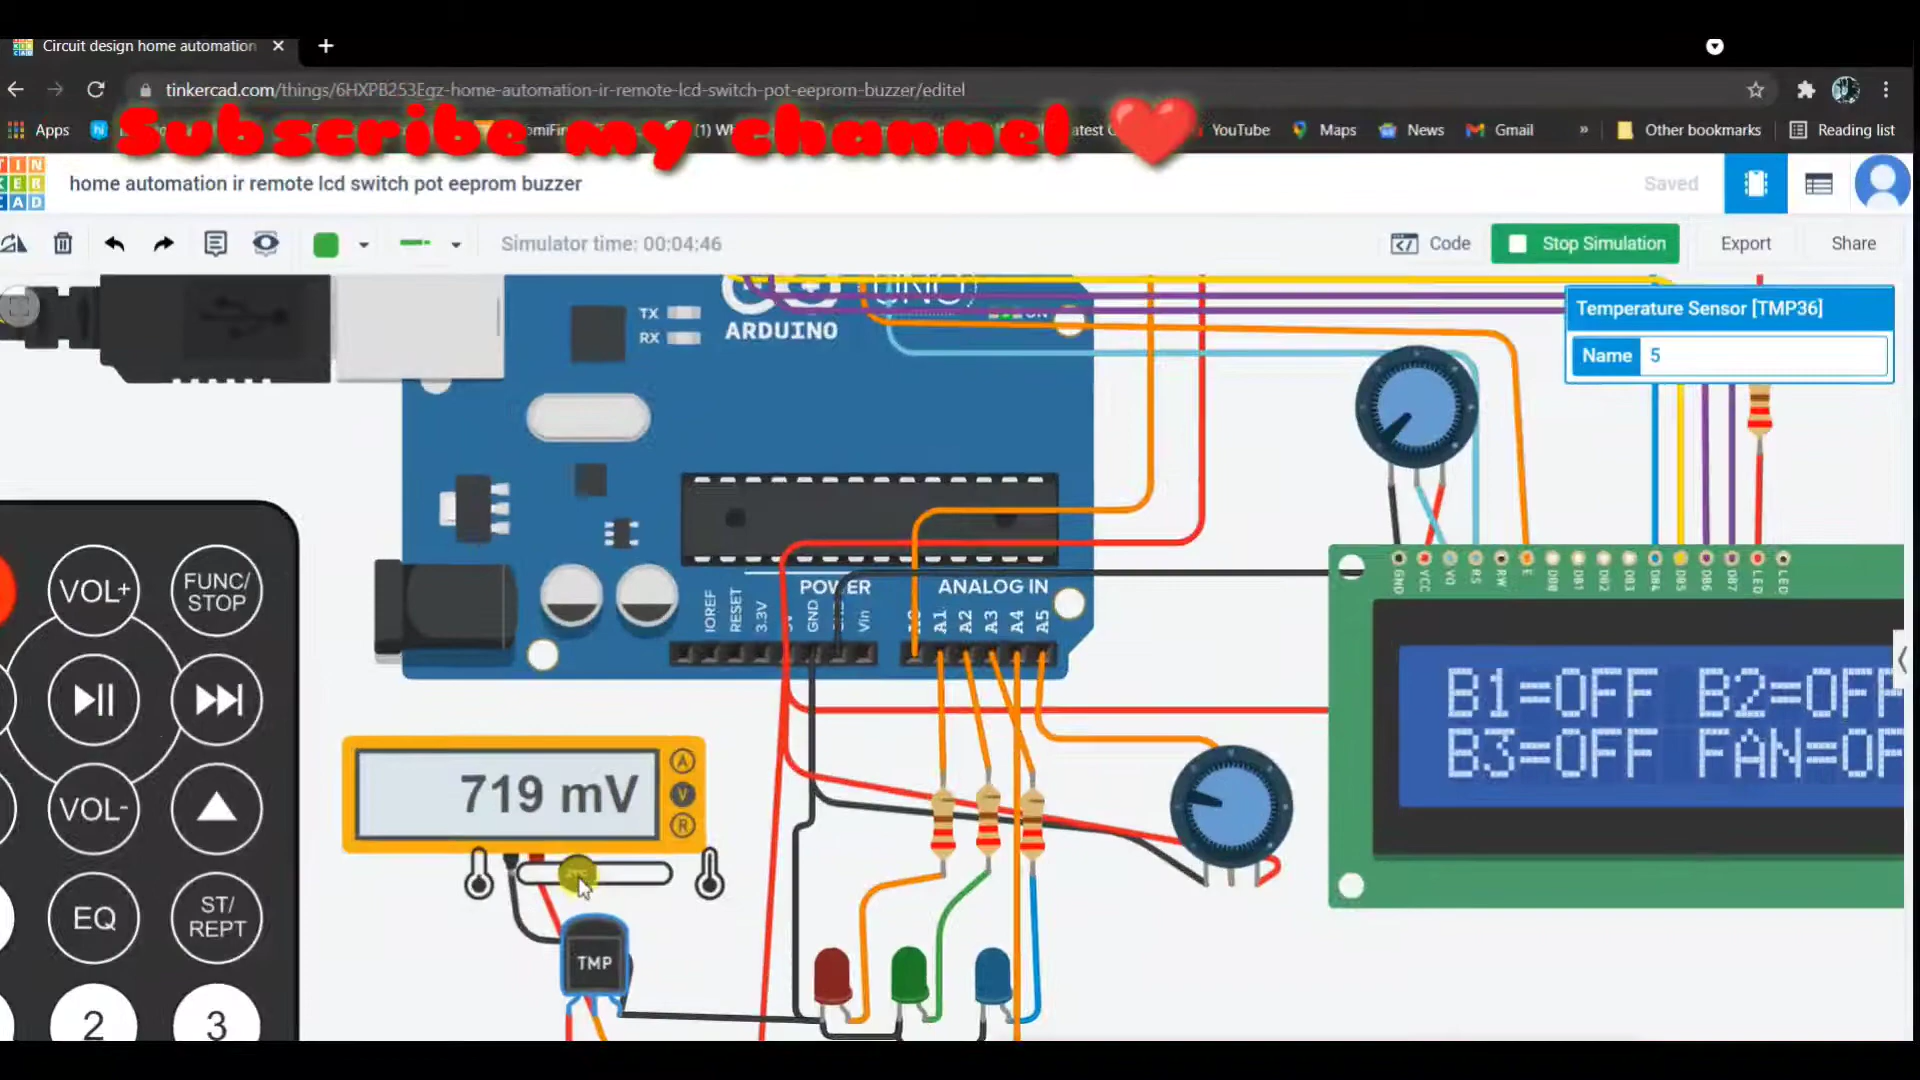 Circuit design home automation
tinkercad.com/things/6HXPB253Egz-home-automation-ir-remote-lcd-switch-pot-eeprom-buzzer/editel
Subscribe my channel
Apps
YouTube
Maps
News
Gmail
»
Other bookmarks
Reading list
TIN
KER
CAD
home automation ir remote lcd switch pot eeprom buzzer
Saved
Simulator time: 00:04:46
Code
Stop Simulation
Export
Share
Temperature Sensor [TMP36]
Name 5
TX
RX
ON
ARDUINO
VOL+
FUNC/
STOP
VOL-
EQ
ST/
REPT
2
3
POWER
ANALOG IN
IOREF
RESET
3.3V
GND
Vin
A1
A2
A3
A4
A5
719 mV
A
V
R
TMP
GND
VCC
V0
RS
RW
E
DB0
DB1
DB2
DB3
DB4
DB5
DB6
DB7
LED
LED
B1=OFF B2=OFF
B3=OFF FAN=OF